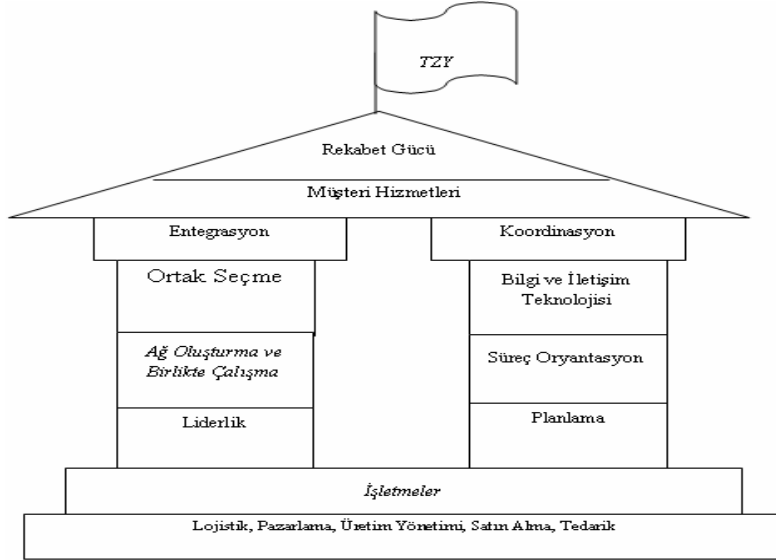 TZY
Rekabet Gücü
Müşteri Hizmetleri
Entegrasyon
Koordinasyon
Ortak Seçme
Bilgi ve İletişim
Teknolojisi
Ağ Oluşturma ve
Birlikte Çalışma
Süreç Oryantasyon
Liderlik
Planlama
İşletmeler
Lojistik, Pazarlama, Üretim Yönetimi, Satın Alma, Tedarik